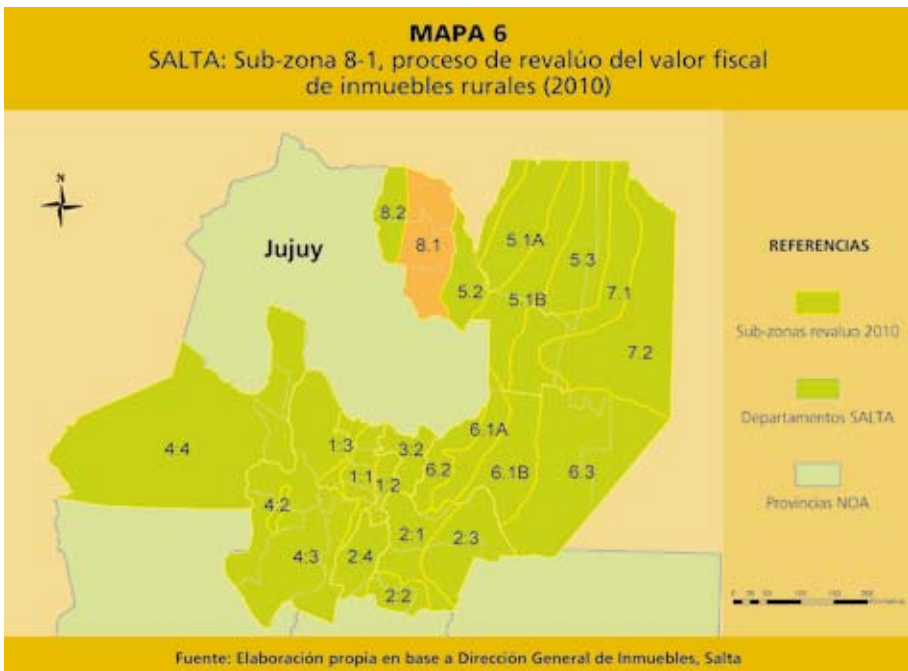 MAPA 6
SALTA: Sub-zona 8-1, proceso de revalúo del valor fiscal
de inmuebles rurales (2010)
N
8.2
8.1
Jujuy
5.1A
5.3
5.2
5.1B
7.1
7.2
6.1A
4:4
1:3
3:2
1:1
1:2
6.2
6.1B
6.3
4:2
2:1
2:3
4:3
2:4
2:2
REFERENCIAS
Sub-zonas revaluo 2010
Departamentos SALTA
Provincias NOA
Fuente: Elaboración propia en base a Dirección General de Inmuebles, Salta